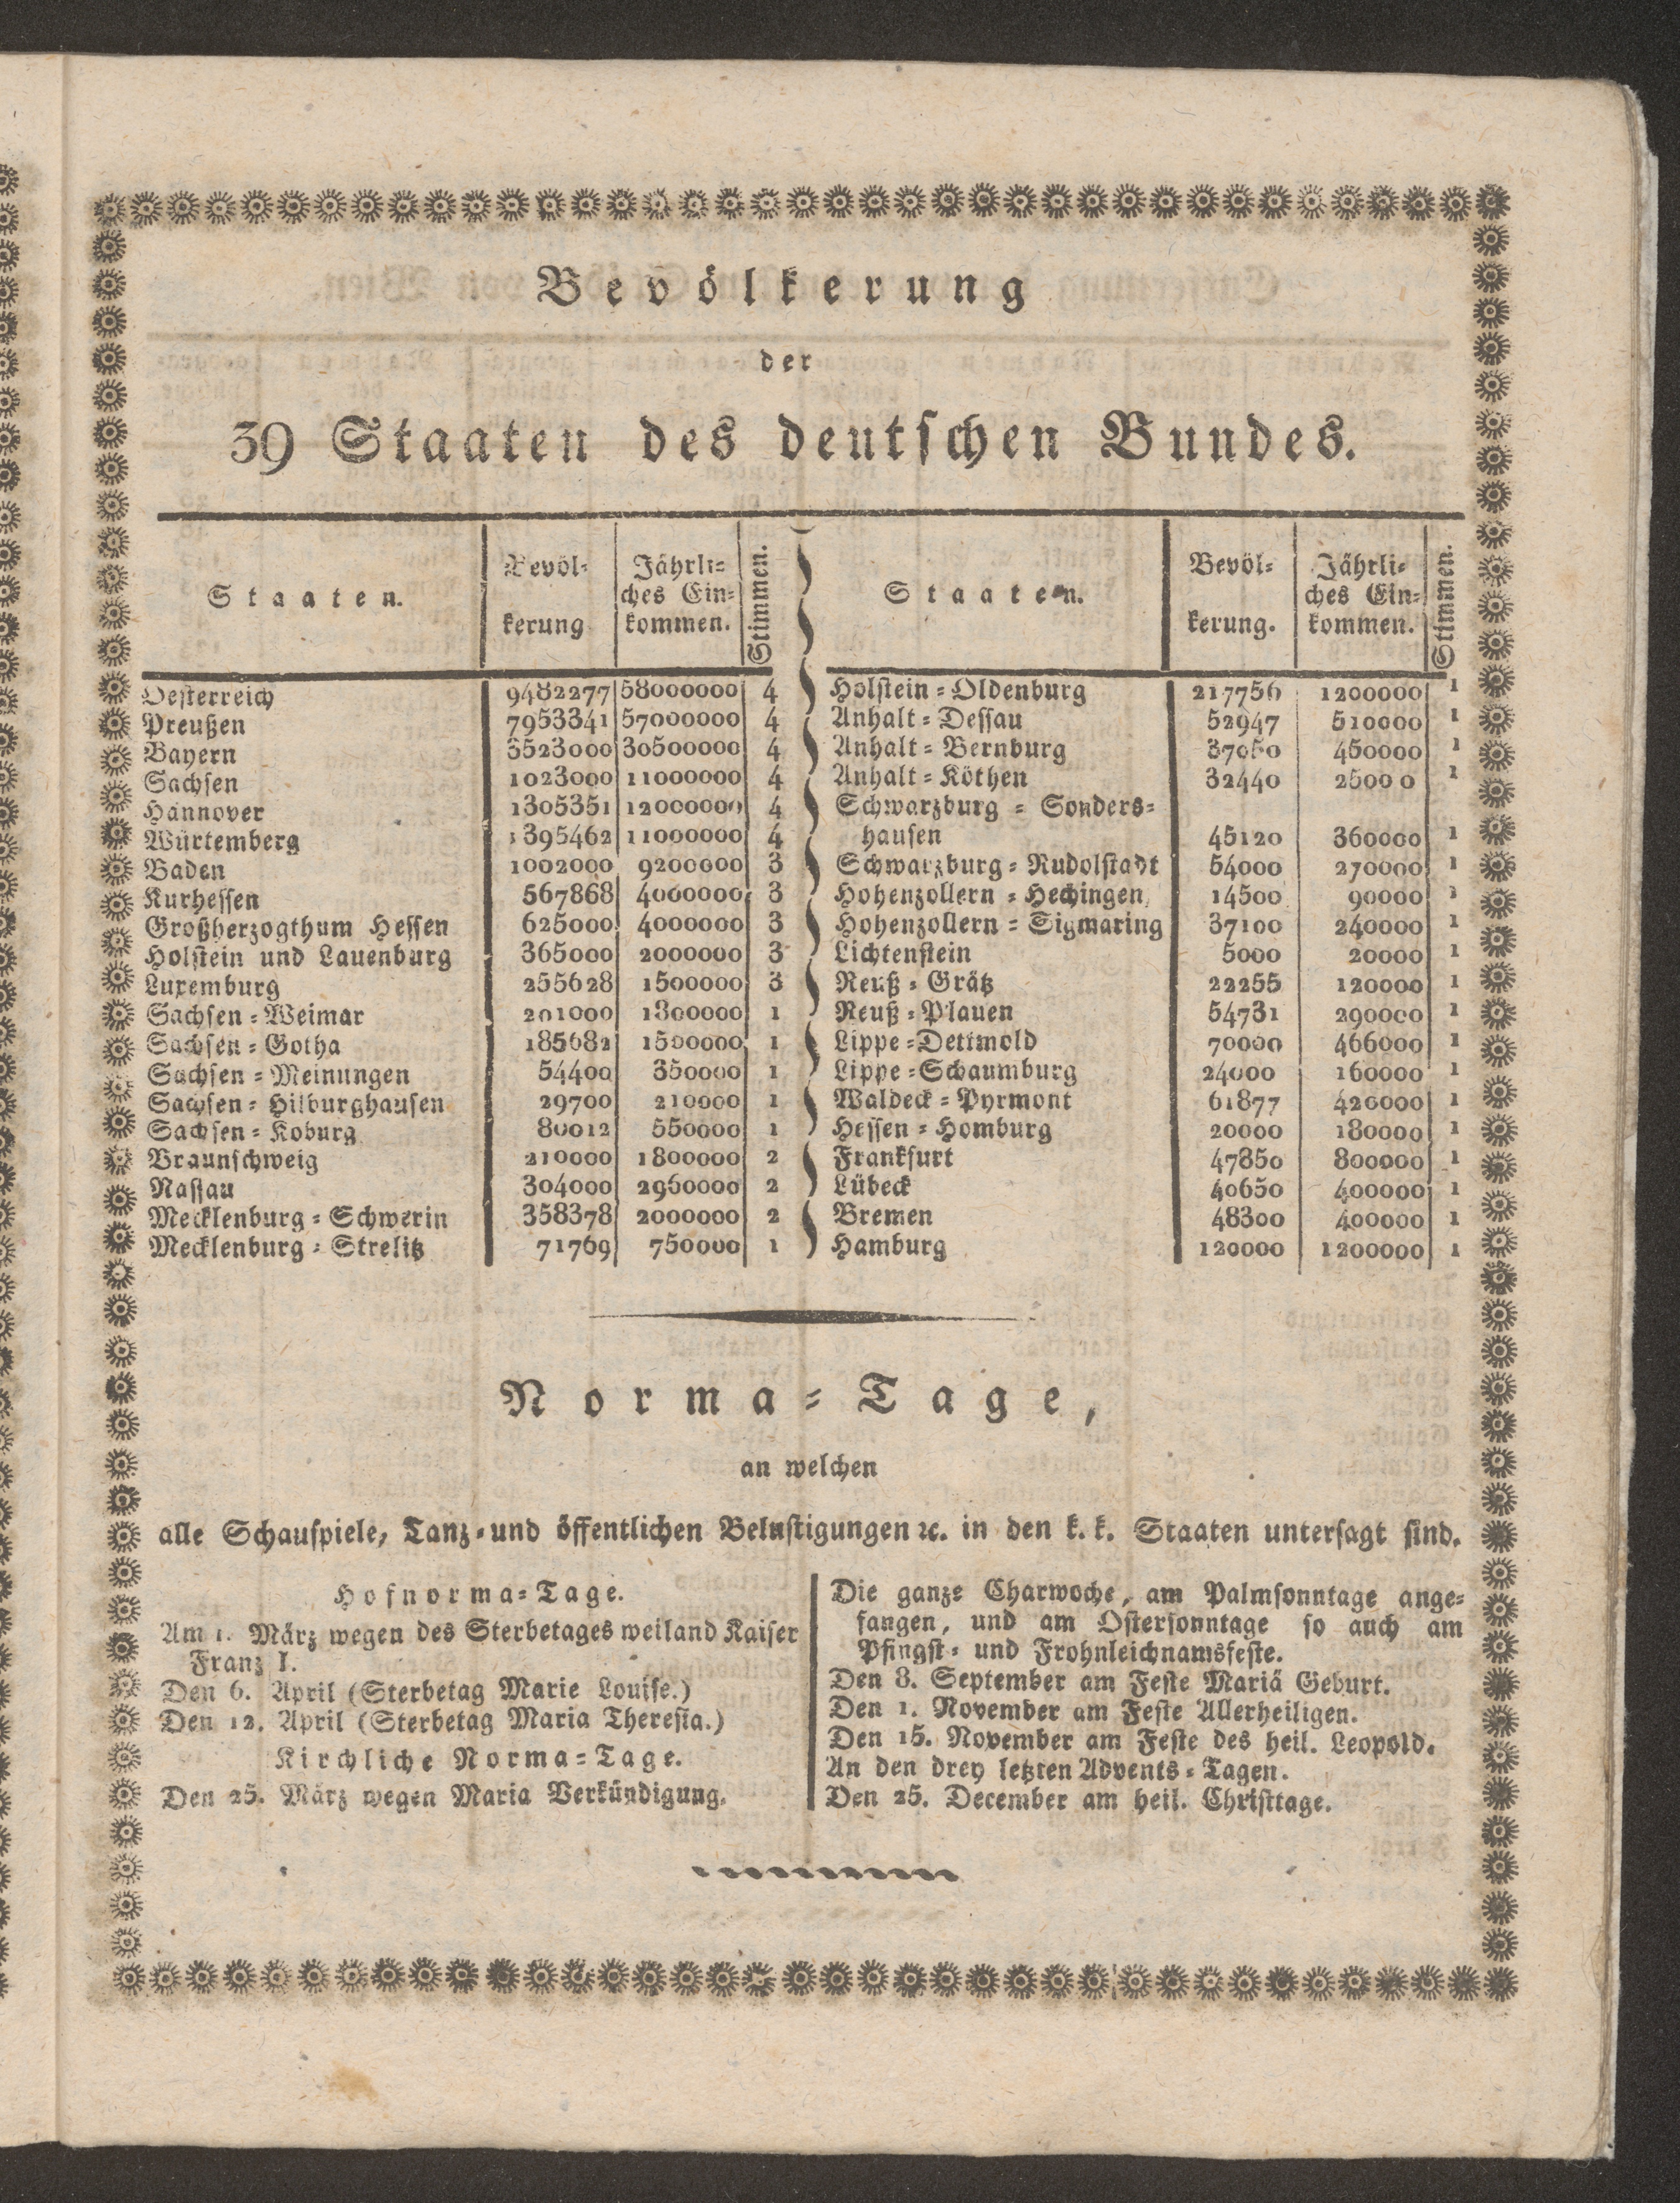 Bevölkerung
der
39 Staaten des deutschen Bundes.
Staaten. Bevöl- kerung Jährli- ches Ein- kommen. Stimmen.
Oesterreich 9482277 58000000 4
Preußen 7953341 57000000 4
Bayern 3523000 30500000 4
Sachsen 1023000 11000000 4
Hannover 1305351 12000000 4
Würtemberg 1395462 11000000 4
Baden 1002000 9200000 3
Kurhessen 567868 4000000 3
Großherzogthum Hessen 625000 4000000 3
Holstein und Lauenburg 365000 2000000 3
Luxemburg 255628 1500000 3
Sachsen-Weimar 201000 1800000 1
Sachsen-Gotha 185682 1500000 1
Sachsen-Meinungen 54400 350000 1
Sachsen-Hilburghausen 29700 210000 1
Sachsen-Koburg 80012 550000 1
Braunschweig 210000 1800000 2
Nassau 304000 2960000 2
Mecklenburg-Schwerin 358378 2000000 2
Mecklenburg-Strelitz 71769 750000 1
Staaten. Bevöl- kerung. Jährli- ches Ein- kommen. Stimmen.
Holstein-Oldenburg 217756 1200000 1
Anhalt-Dessau 52947 510000 1
Anhalt-Bernburg 450000 1
Anhalt-Köthen 32440 250000 1
Schwarzburg-Sonders-
hausen 45120 360000 1
Schwarzburg-Rudolstadt 54000 270000 1
Hohenzollern-Hechingen 14500 90000 1
Hohenzollern-Sigmaring 37100 240000 1
Lichtenstein 5000 20000 1
Reuß-Grätz 22255 120000 1
Reuß-Plauen 54731 290000 1
Lippe-Dettmold 70000 466000 1
Lippe-Schaumburg 24000 160000 1
Waldeck-Pyrmont 61877 420000 1
Hessen-Homburg 20000 180000 1
Frankfurt 47850 800000 1
Lübeck 40650 400000 1
Bremen 48300 400000 1
Hamburg 120000 1200000 1
Norma-Tage,
an welchen
alle Schauspiele, Tanz-und öffentlichen Belustigungen ꝛc. in den k. k. Staaten untersagt sind.
Hofnorma-Tage.
Am 1. März wegen des Sterbetages weiland Kaiser
Franz I.
Den 6. April (Sterbetag Marie Louise.)
Den 12. April (Sterbetag Maria Theresia.)
Kirchliche Norma-Tage.
Den 25. März wegen Maria Verkündigung.
Die ganze Charwoche, am Palmsonntage ange-
fangen, und am Ostersonntage so auch am
Pfingst- und Frohnleichnamsfeste.
Den 8. September am Feste Mariä Geburt.
Den 1. November am Feste Allerheiligen.
Den 15. November am Feste des heil. Leopold.
An den drey letzten Advents-Tagen.
Den 25. December am heil. Christtage.